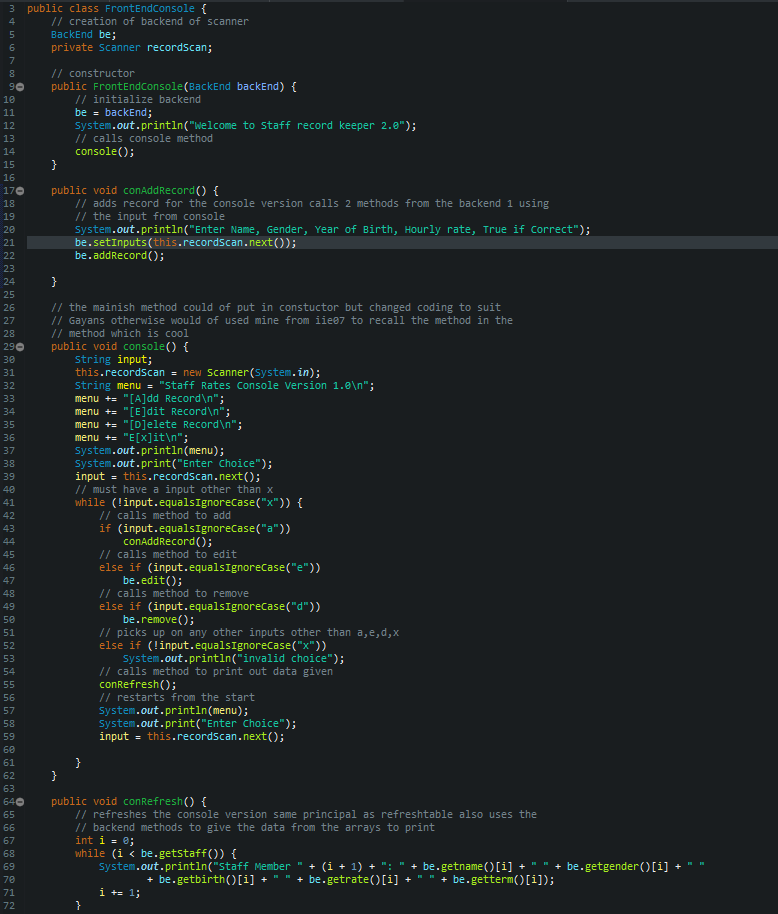 3 public class FrontEndConsole {
4 // creation of backend of scanner
5 BackEnd be;
6 private Scanner recordScan;
7
8 // constructor
9 public FrontEndConsole(BackEnd backEnd) {
10 // initialize backend
11 be = backEnd;
12 System.out.println("Welcome to Staff record keeper 2.0");
13 // calls console method
14 console();
15 }
16
17 public void conAddRecord() {
18 // adds record for the console version calls 2 methods from the backend 1 using
19 // the input from console
20 System.out.println("Enter Name, Gender, Year of Birth, Hourly rate, True if Correct");
21 be.setInputs(this.recordScan.next());
22 be.addRecord();
23
24 }
25
26 // the mainish method could of put in constuctor but changed coding to suit
27 // Gayans otherwise would of used mine from iie07 to recall the method in the
28 // method which is cool
29 public void console() {
30 String input;
31 this.recordScan = new Scanner(System.in);
32 String menu = "Staff Rates Console Version 1.0\n";
33 menu += "[A]dd Record\n";
34 menu += "[E]dit Record\n";
35 menu += "[D]elete Record\n";
36 menu += "E[x]it\n";
37 System.out.println(menu);
38 System.out.print("Enter Choice");
39 input = this.recordScan.next();
40 // must have a input other than x
41 while (!input.equalsIgnoreCase("x")) {
42 // calls method to add
43 if (input.equalsIgnoreCase("a"))
44 conAddRecord();
45 // calls method to edit
46 else if (input.equalsIgnoreCase("e"))
47 be.edit();
48 // calls method to remove
49 else if (input.equalsIgnoreCase("d"))
50 be.remove();
51 // picks up on any other inputs other than a,e,d,x
52 else if (!input.equalsIgnoreCase("x"))
53 System.out.println("invalid choice");
54 // calls method to print out data given
55 conRefresh();
56 // restarts from the start
57 System.out.println(menu);
58 System.out.print("Enter Choice");
59 input = this.recordScan.next();
60
61 }
62 }
63
64 public void conRefresh() {
65 // refreshes the console version same principal as refreshtable also uses the
66 // backend methods to give the data from the arrays to print
67 int i = 0;
68 while (i < be.getStaff()) {
69 System.out.println("Staff Member " + (i + 1) + ": " + be.getname()[i] + " " + be.getgender()[i] + " "
70 + be.getbirth()[i] + " " + be.getrate()[i] + " " + be.getterm()[i]);
71 i += 1;
72 }